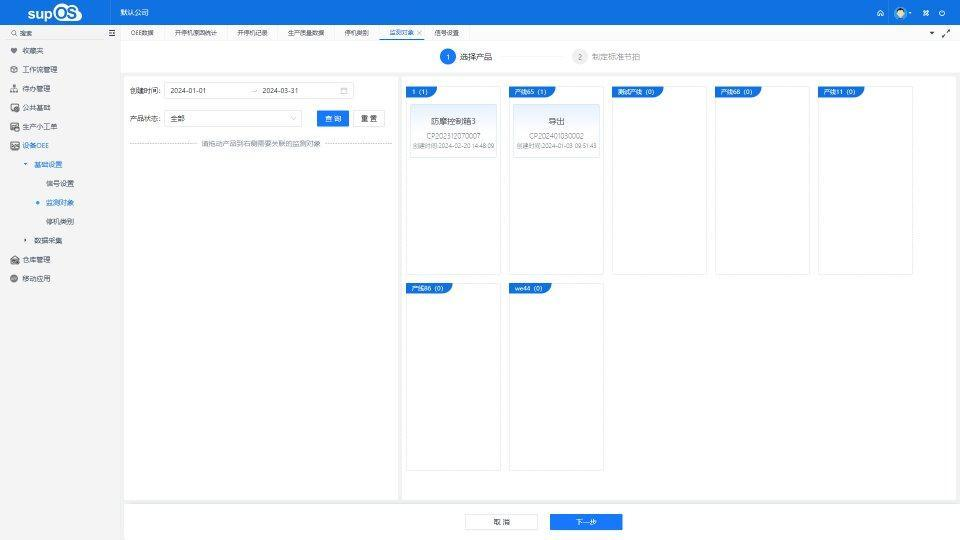 supOS
默认公司
搜索
OEE数据
开停机原因统计
开停机记录
生产质量数据
停机类别
监测对象
信号设置
收藏夹
工作流管理
待办管理
公共基础
生产小工单
设备OEE
基础设置
信号设置
监测对象
停机类别
数据采集
仓库管理
移动应用
1 选择产品
2 制定标准节拍
创建时间: 2024-01-01 → 2024-03-31
产品状态: 全部
查 询
重 置
请拖动产品到右侧需要关联的监测对象
1 (1)
防摩控制箱3
CP202312070007
创建时间:2024-02-20 14:48:09
产线65 (1)
导出
CP202401030002
创建时间:2024-01-03 09:51:43
测试产线 (0)
产线68 (0)
产线11 (0)
产线86 (0)
we44 (0)
取 消
下一步